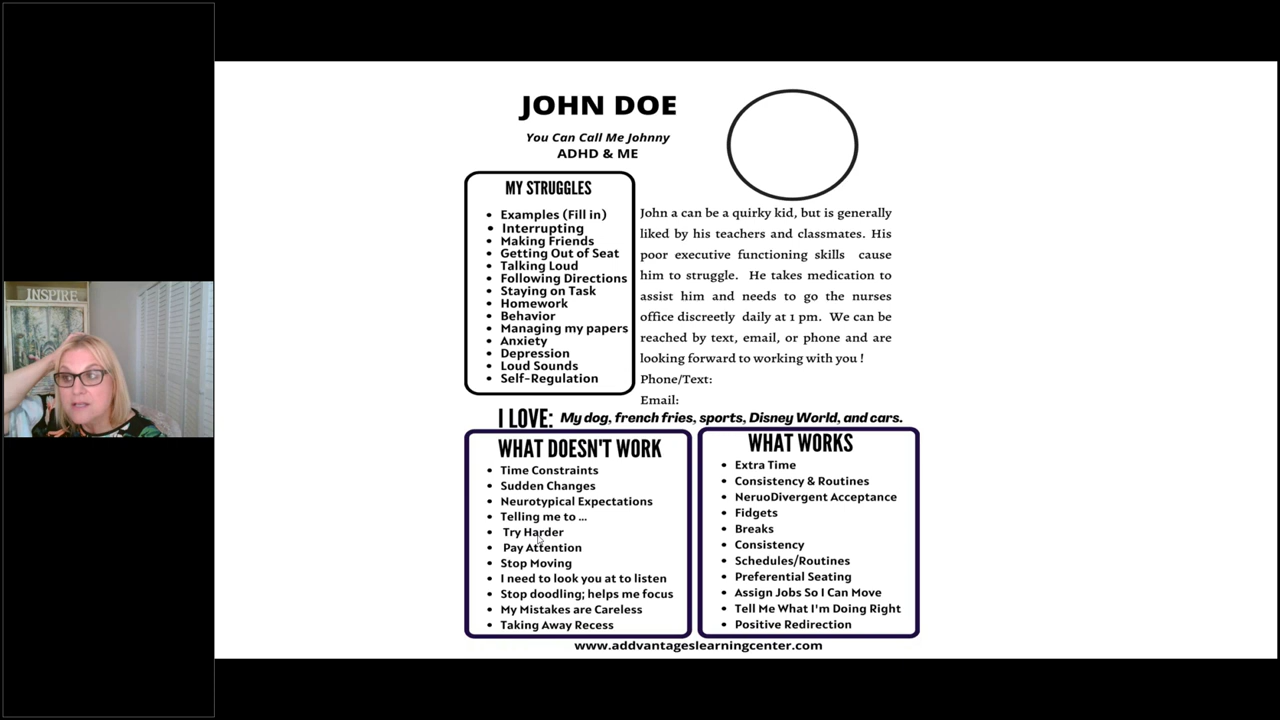 INSPIRE
JOHN DOE
You Can Call Me Johnny
ADHD & ME
MY STRUGGLES
Examples (Fill in)
Interrupting
Making Friends
Getting Out of Seat
Talking Loud
Following Directions
Staying on Task
Homework
Behavior
Managing my papers
Anxiety
Depression
Loud Sounds
Self-Regulation
John a can be a quirky kid, but is generally
liked by his teachers and classmates. His
poor executive functioning skills cause
him to struggle. He takes medication to
assist him and needs to go the nurses
office discreetly daily at 1 pm. We can be
reached by text, email, or phone and are
looking forward to working with you !
Phone/Text:
Email:
I LOVE: My dog, french fries, sports, Disney World, and cars.
WHAT DOESN'T WORK
Time Constraints
Sudden Changes
Neurotypical Expectations
Telling me to ...
Try Harder
Pay Attention
Stop Moving
I need to look you at to listen
Stop doodling; helps me focus
My Mistakes are Careless
Taking Away Recess
WHAT WORKS
Extra Time
Consistency & Routines
NeruoDivergent Acceptance
Fidgets
Breaks
Consistency
Schedules/Routines
Preferential Seating
Assign Jobs So I Can Move
Tell Me What I'm Doing Right
Positive Redirection
www.addvantageslearningcenter.com